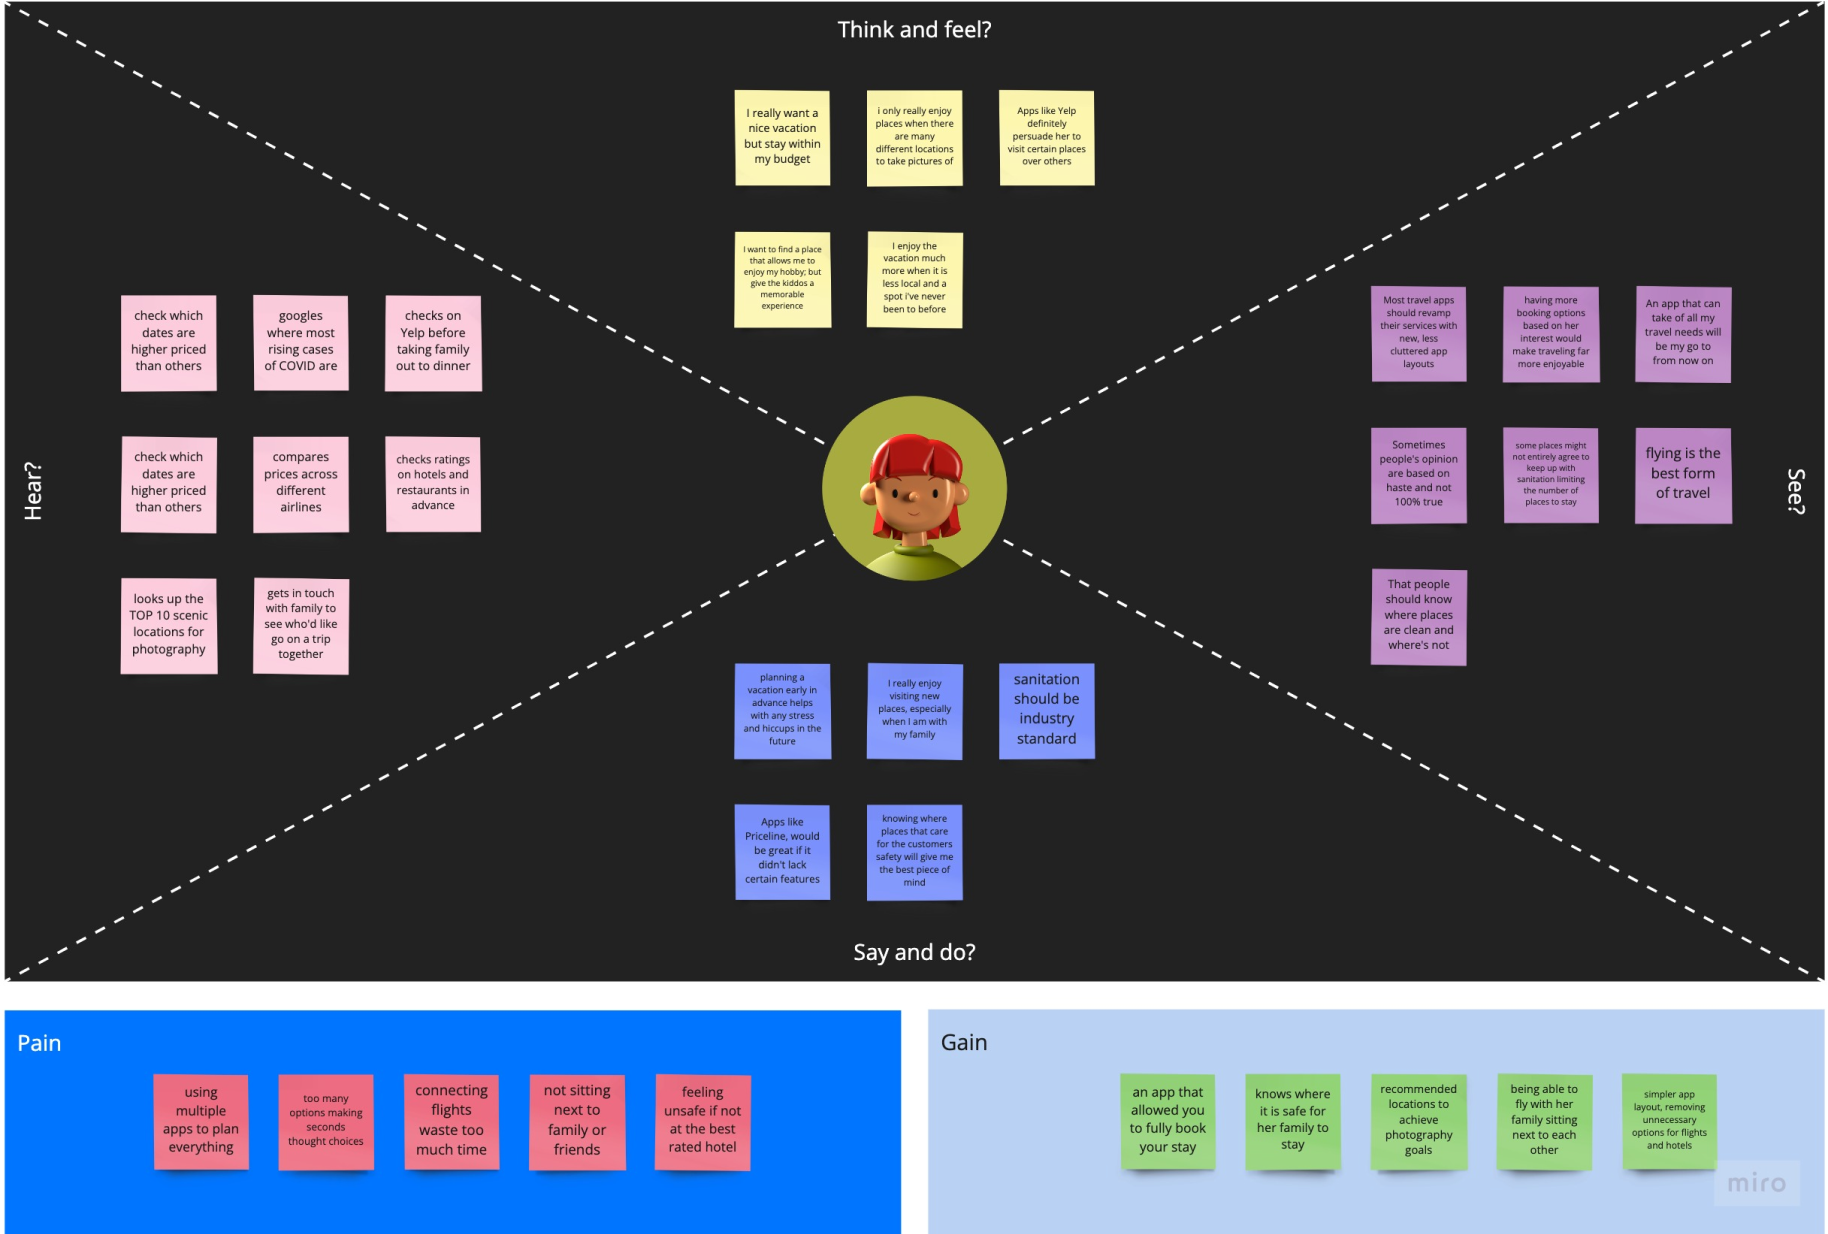 Think and feel?
I really want a
nice vacation
but stay within
my budget
i only really enjoy
places when there
are many
different locations
to take pictures of
Apps like Yelp
definitely
persuade her to
visit certain places
over others
I want to find a place
that allows me to
enjoy my hobby; but
give the kiddos a
memorable
experience
I enjoy the
vacation much
more when it is
less local and a
spot i've never
been to before
Hear?
check which
dates are
higher priced
than others
googles
where most
rising cases
of COVID are
checks on
Yelp before
taking family
out to dinner
check which
dates are
higher priced
than others
compares
prices across
different
airlines
checks ratings
on hotels and
restaurants in
advance
looks up the
TOP 10 scenic
locations for
photography
gets in touch
with family to
see who'd like
go on a trip
together
See?
Most travel apps
should revamp
their services with
new, less
cluttered app
layouts
having more
booking options
based on her
interest would
make traveling far
more enjoyable
An app that can
take of all my
travel needs will
be my go to
from now on
Sometimes
people's opinion
are based on
haste and not
100% true
some places might
not entirely agree to
keep up with
sanitation limiting
the number of
places to stay
flying is the
best form
of travel
That people
should know
where places
are clean and
where's not
planning a
vacation early in
advance helps
with any stress
and hiccups in the
future
I really enjoy
visiting new
places, especially
when I am with
my family
sanitation
should be
industry
standard
Apps like
Priceline, would
be great if it
didn't lack
certain features
knowing where
places that care
for the customers
safety will give me
the best piece of
mind
Say and do?
Pain
using
multiple
apps to plan
everything
too many
options making
seconds
thought choices
connecting
flights
waste too
much time
not sitting
next to
family or
friends
feeling
unsafe if not
at the best
rated hotel
Gain
an app that
allowed you
to fully book
your stay
knows where
it is safe for
her family to
stay
recommended
locations to
achieve
photography
goals
being able to
fly with her
family sitting
next to each
other
simpler app
layout, removing
unnecessary
options for flights
and hotels
miro